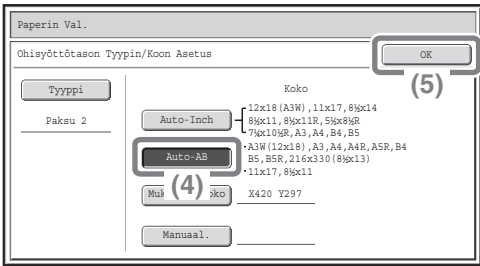 Paperin Val.
Ohisyöttötason Tyypin/Koon Asetus
OK
(5)
Tyyppi
Koko
Paksu 2
Auto-Inch
12x18(A3W),11x17,8½x14
8½x11,8½x11R,5½x8½R
7¼x10½R,A3,A4,B4,B5
Auto-AB
·A3W(12x18),A3,A4,A4R,A5R,B4
B5,B5R,216x330(8½x13)
·11x17,8½x11
(4)
X420 Y297
Manuaal.